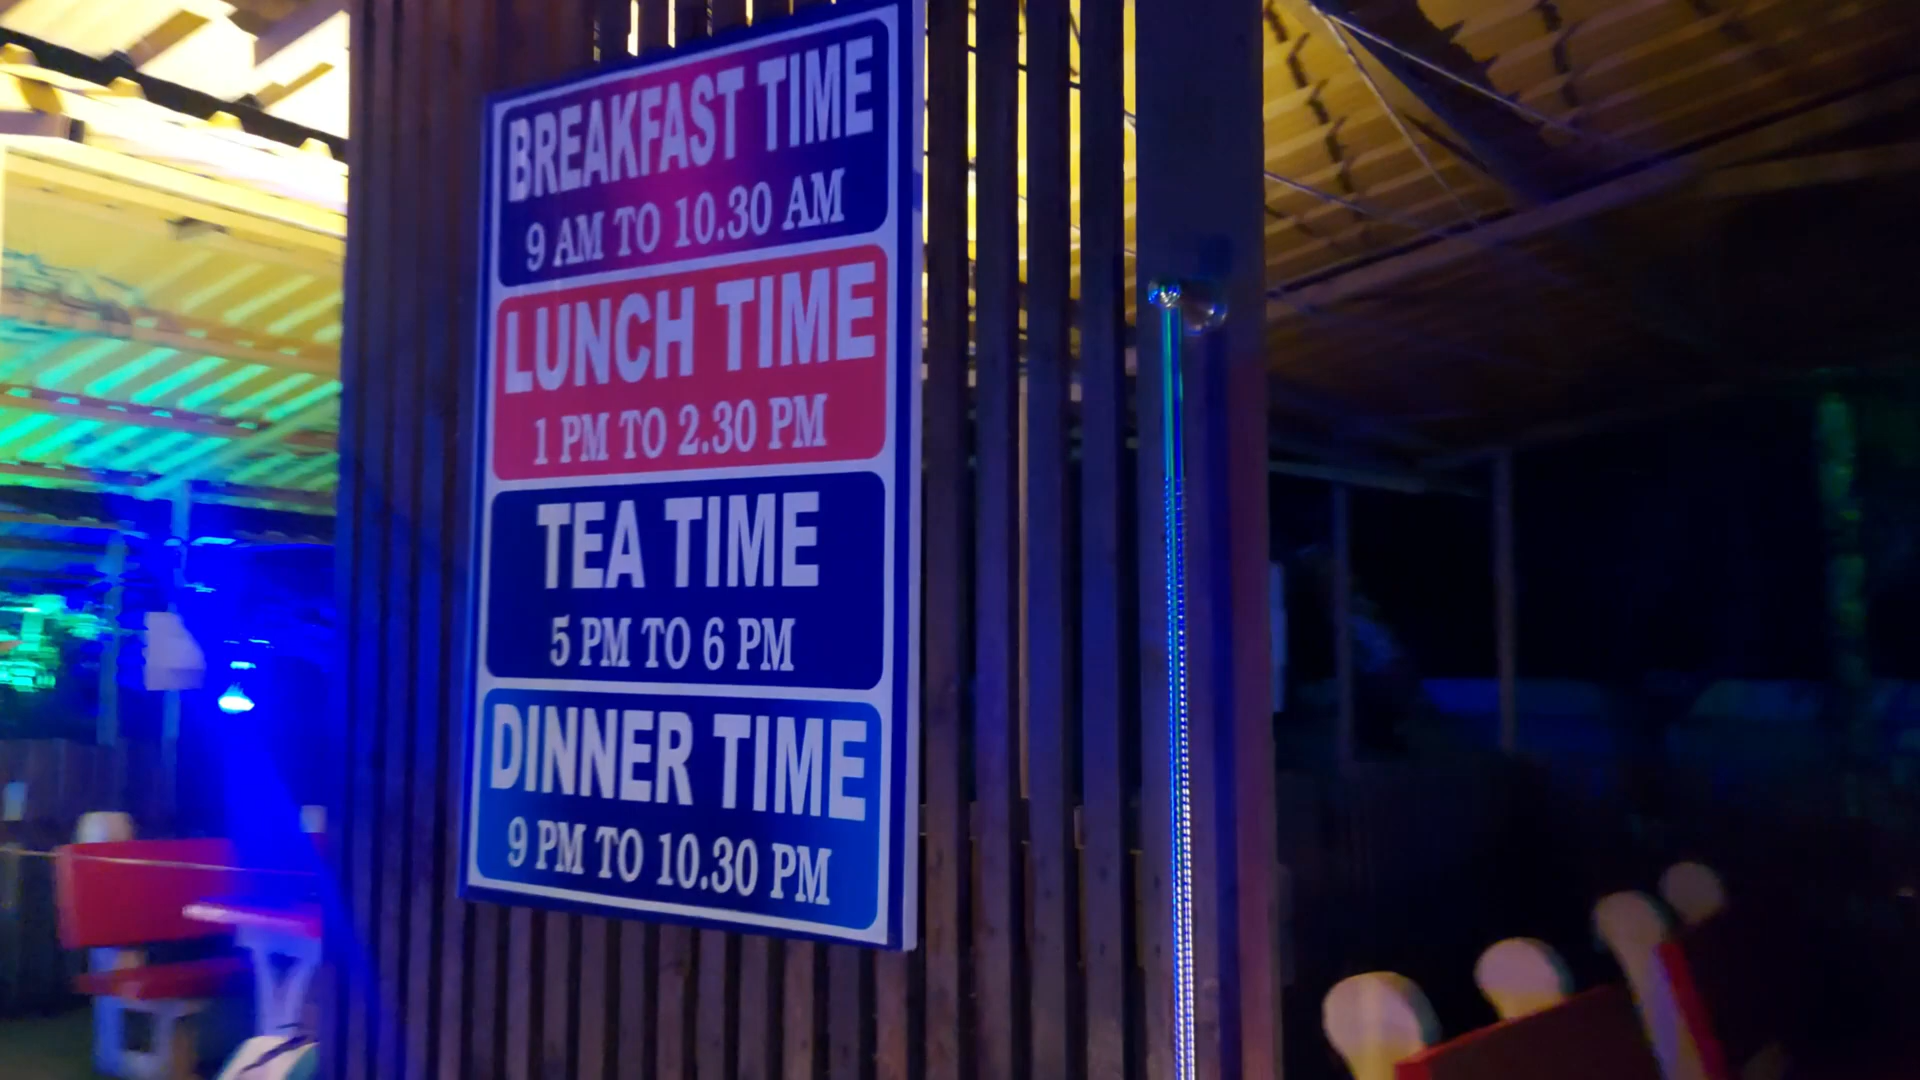 BREAKFAST TIME
9 AM TO 10.30 AM
LUNCH TIME
1 PM TO 2.30 PM
TEA TIME
5 PM TO 6 PM
DINNER TIME
9 PM TO 10.30 PM